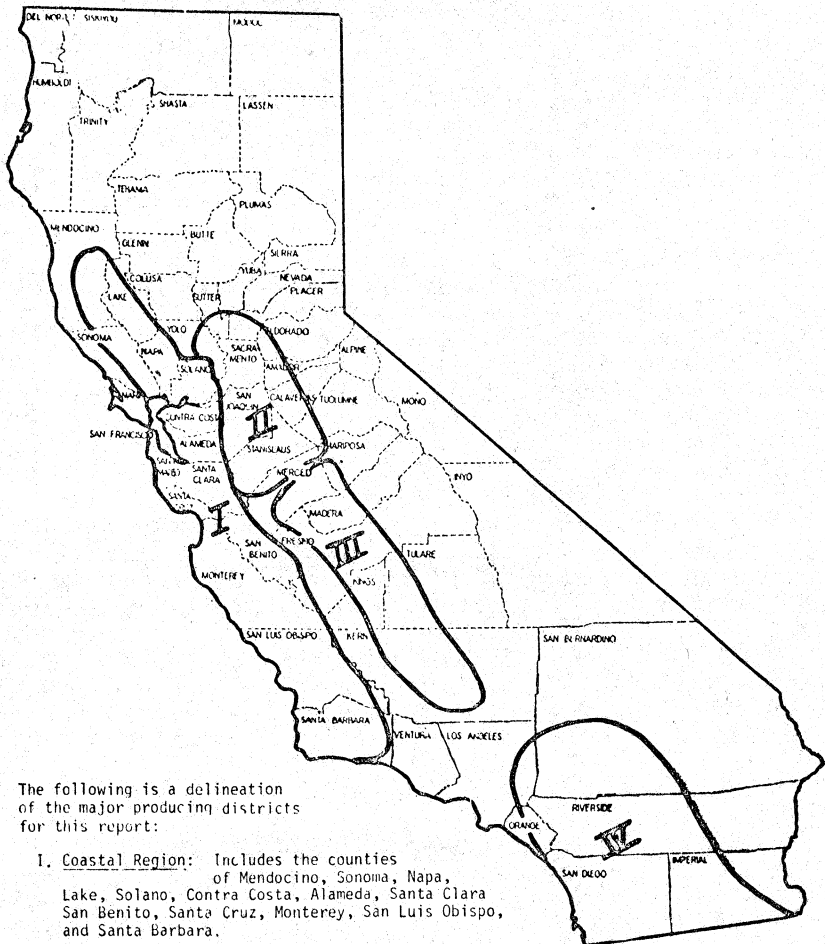 DEL NORTE SISKIYOU MODOC
HUMBOLDT
SHASTA LASSEN
TRINITY
TEHAMA
PLUMAS
MENDOCINO
GLENN BUTTE
SIERRA
COLUSA YUBA NEVADA
LAKE SUTTER PLACER
SONOMA YOLO ELDORADO
NAPA SACRA
MENTO ALPINE
SOLANO AMADOR
MARIN SAN
JOAQUIN CALAVERAS TUOLUMNE MONO
CONTRA COSTA II
SAN FRANCISCO ALAMEDA STANISLAUS MARIPOSA
SAN
MATEO SANTA
CLARA MERCED INYO
SANTA
I MADERA
SAN
BENITO FRESNO III TULARE
MONTEREY KINGS
SAN LUIS OBISPO KERN SAN BERNARDINO
SANTA BARBARA
VENTURA LOS ANGELES
The following is a delineation
of the major producing districts
for this report:
RIVERSIDE
ORANGE IV
SAN DIEGO IMPERIAL
I. Coastal Region: Includes the counties
of Mendocino, Sonoma, Napa,
Lake, Solano, Contra Costa, Alameda, Santa Clara
San Benito, Santa Cruz, Monterey, San Luis Obispo,
and Santa Barbara.